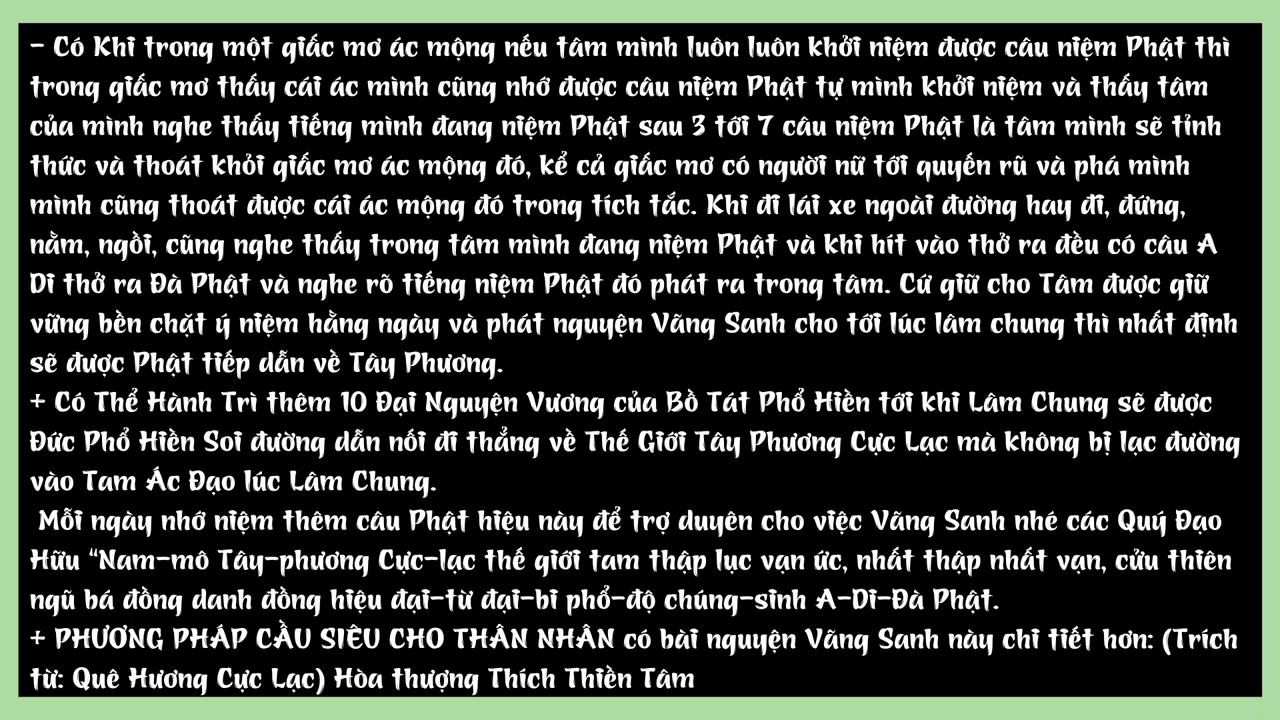 - Có Khi trong một giấc mơ ác mộng nếu tâm mình luôn luôn khởi niệm được câu niệm Phật thì
trong giấc mơ thấy cái ác mình cũng nhớ được câu niệm Phật tự mình khởi niệm và thấy tâm
của mình nghe thấy tiếng mình đang niệm Phật sau 3 tới 7 câu niệm Phật là tâm mình sẽ tỉnh
thức và thoát khỏi giấc mơ ác mộng đó, kể cả giấc mơ có người nữ tới quyến rũ và phá mình
mình cũng thoát được cái ác mộng đó trong tích tắc. Khi đi lái xe ngoài đường hay đi, đứng,
nằm, ngồi, cũng nghe thấy trong tâm mình đang niệm Phật và khi hít vào thở ra đều có câu A
Di thở ra Đà Phật và nghe rõ tiếng niệm Phật đó phát ra trong tâm. Cứ giữ cho Tâm được giữ
vững bền chặt ý niệm hằng ngày và phát nguyện Vãng Sanh cho tới lúc lâm chung thì nhất định
sẽ được Phật tiếp dẫn về Tây Phương.
+ Có Thể Hành Trì thêm 10 Đại Nguyện Vương của Bồ Tát Phổ Hiền tới khi Lâm Chung sẽ được
Đức Phổ Hiền Soi đường dẫn nối đi thẳng về Thế Giới Tây Phương Cực Lạc mà không bị lạc đường
vào Tam Ác Đạo lúc Lâm Chung.
Mỗi ngày nhớ niệm thêm câu Phật hiệu này để trợ duyên cho việc Vãng Sanh nhé các Quý Đạo
Hữu "Nam-mô Tây-phương Cực-lạc thế giới tam thập lục vạn ức, nhất thập nhất vạn, cửu thiên
ngũ bá đồng danh đồng hiệu đại-từ đại-bi phổ-độ chúng-sinh A-Di-Đà Phật.
+ PHƯƠNG PHÁP CẦU SIÊU CHO THÂN NHÂN có bài nguyện Vãng Sanh này chi tiết hơn: (Trích
từ: Quê Hương Cực Lạc) Hòa thượng Thích Thiền Tâm